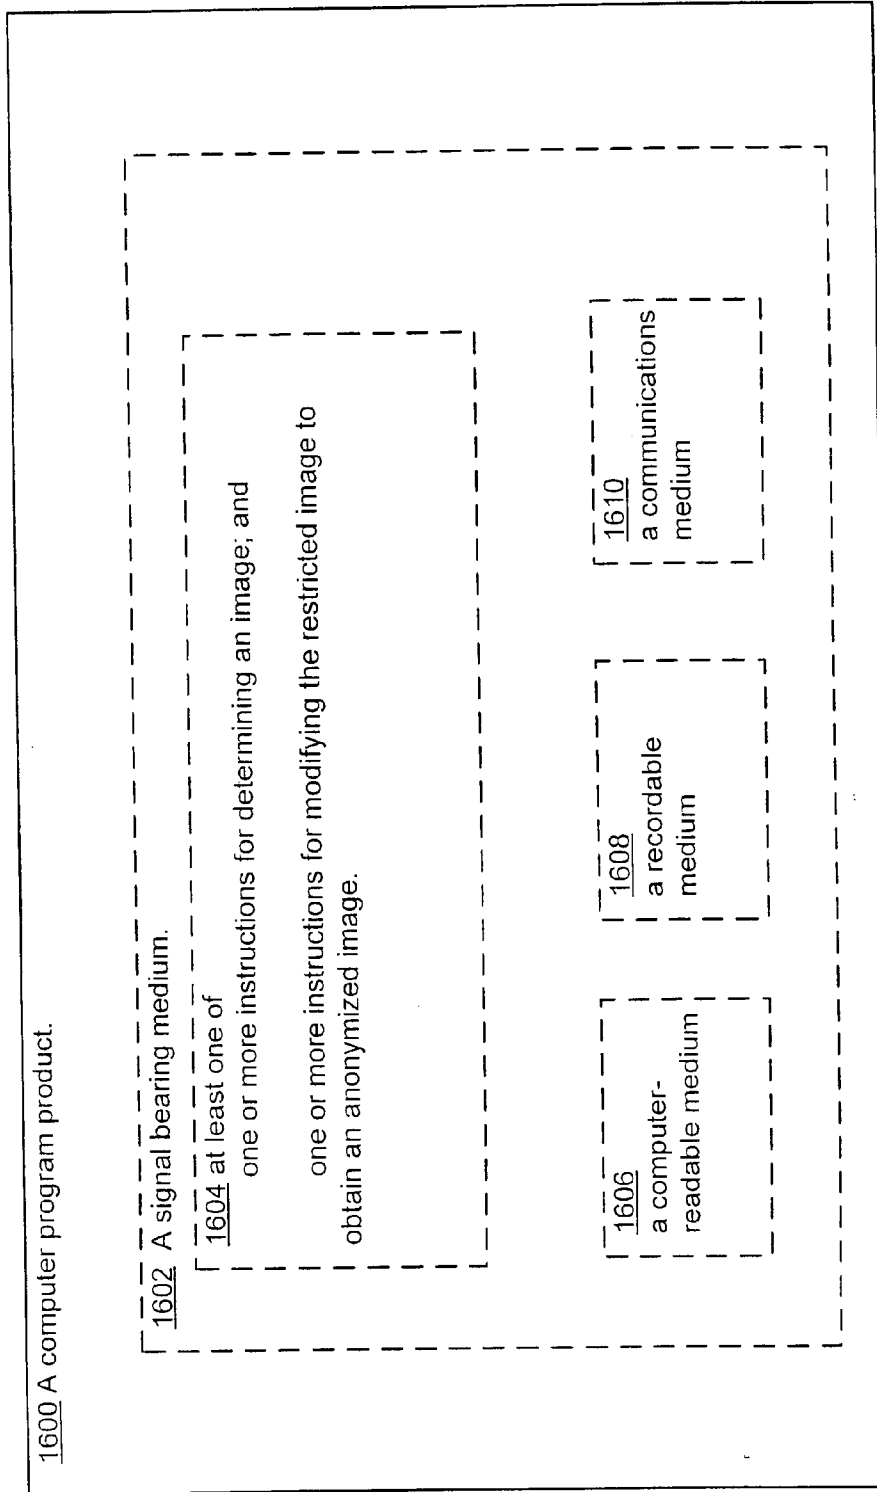 1600 A computer program product.
1602 A signal bearing medium.
1604 at least one of
one or more instructions for determining an image; and
one or more instructions for modifying the restricted image to
obtain an anonymized image.
1606
a computer-
readable medium
1608
a recordable
medium
1610
a communications
medium